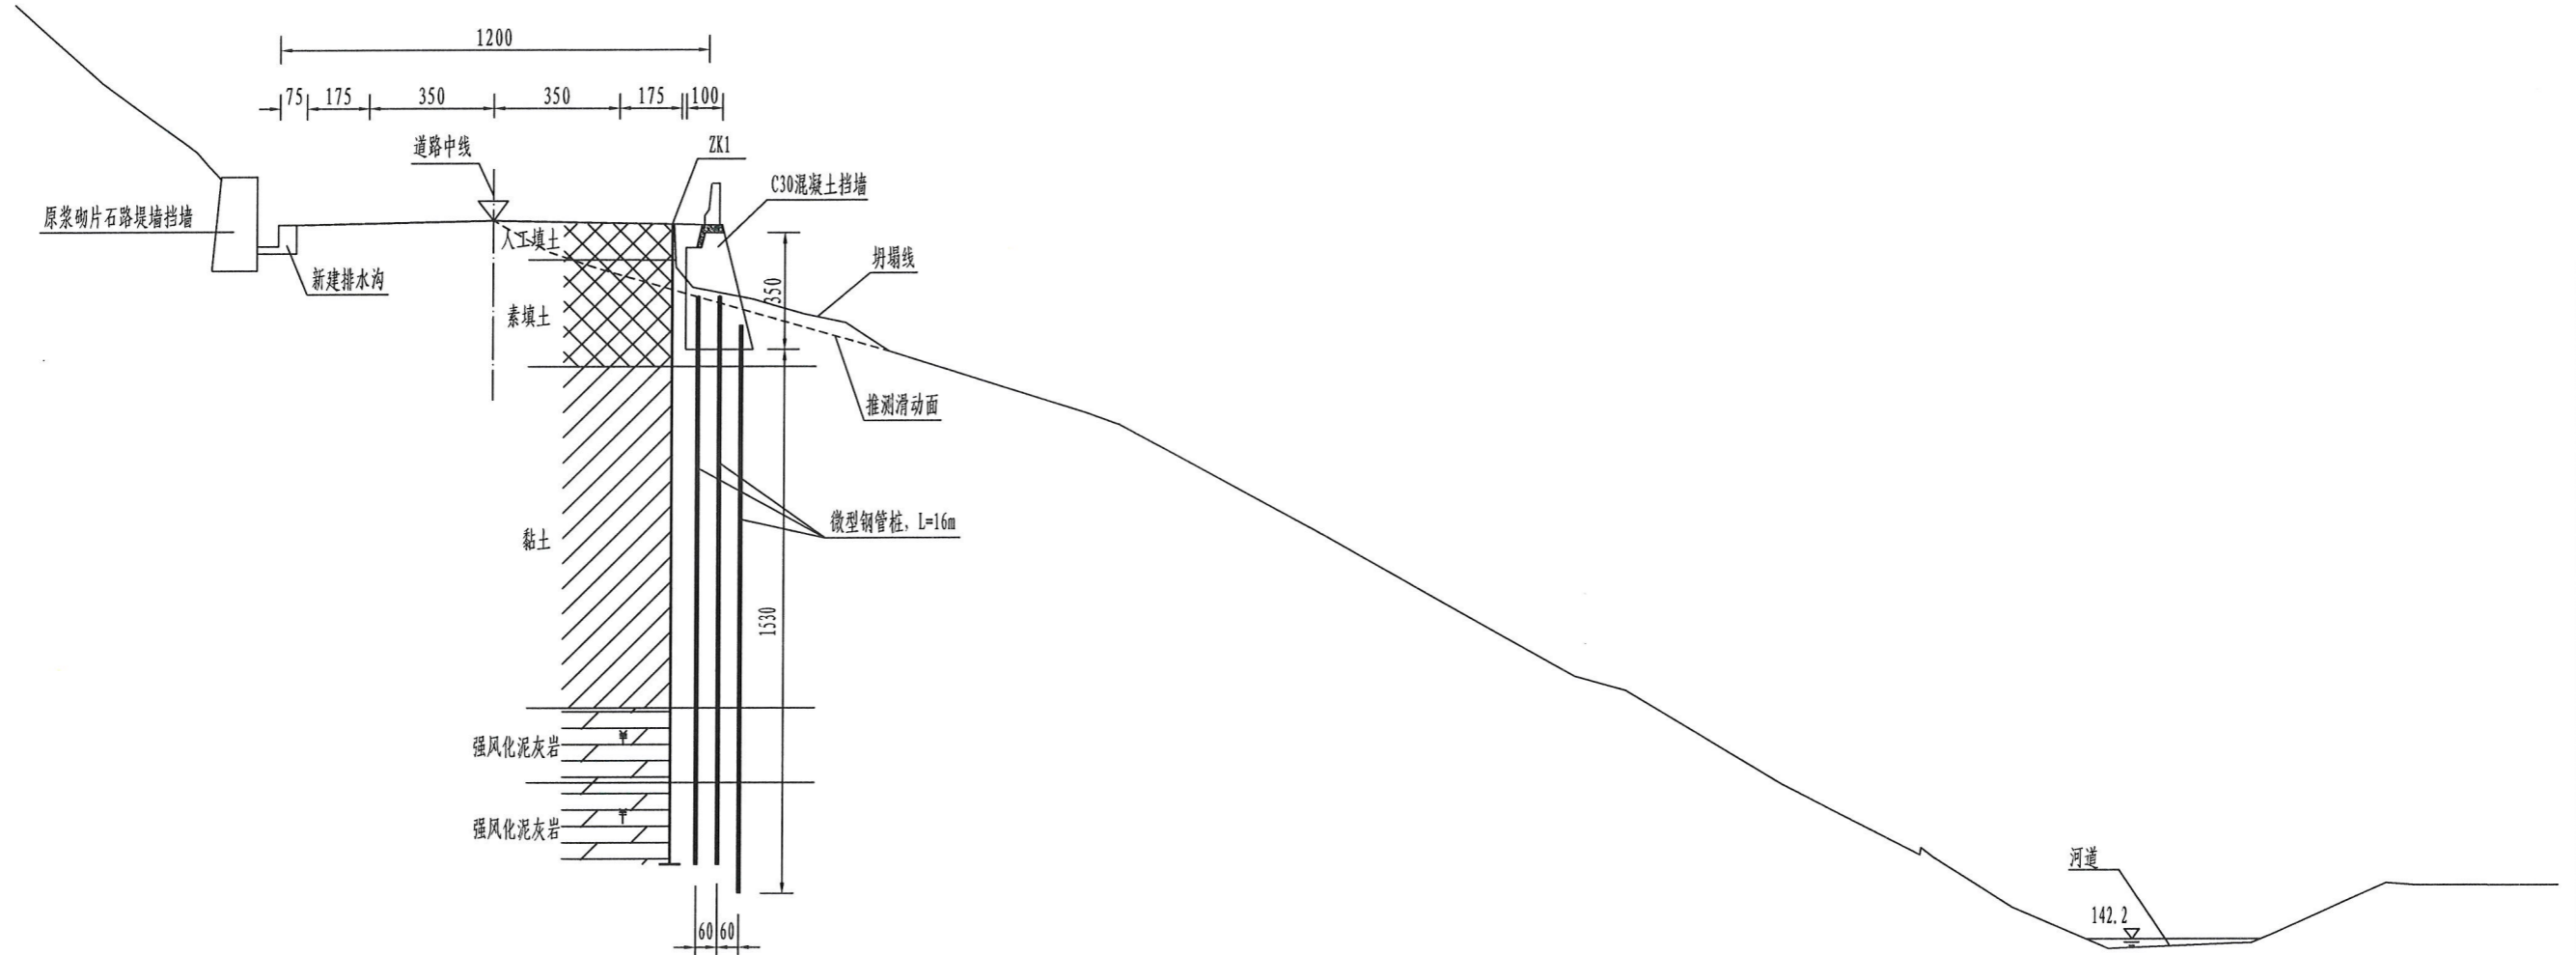 1200
75 175 350 350 175 100
道路中线
ZK1
C30混凝土挡墙
原浆砌片石路堤墙挡墙
人工填土
坍塌线
新建排水沟
350
素填土
推测滑动面
微型钢管桩, L=16m
黏土
1530
强风化泥灰岩
强风化泥灰岩
河道
142.2
60 60